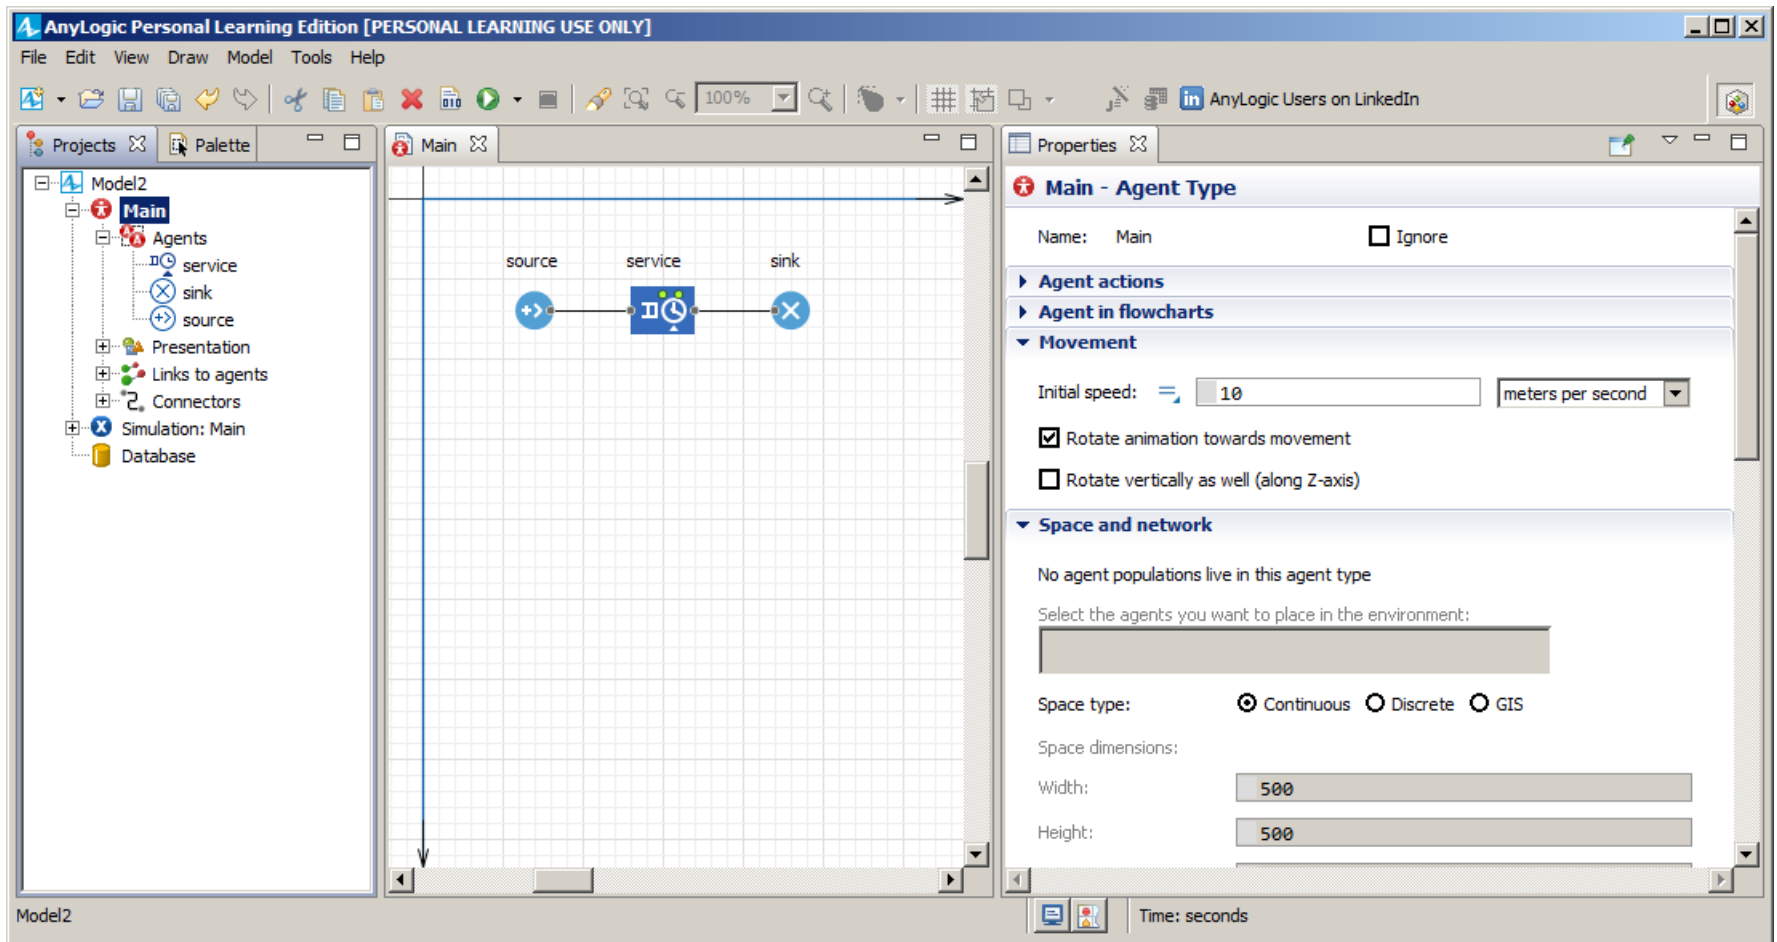 AnyLogic Personal Learning Edition [PERSONAL LEARNING USE ONLY]
File Edit View Draw Model Tools Help
100% AnyLogic Users on LinkedIn
Projects Palette
Model2
Main
Agents
service
sink
source
Presentation
Links to agents
Connectors
Simulation: Main
Database
Main
source service sink
Properties
Main - Agent Type
Name: Main Ignore
Agent actions
Agent in flowcharts
Movement
Initial speed: 10 meters per second
Rotate animation towards movement
Rotate vertically as well (along Z-axis)
Space and network
No agent populations live in this agent type
Select the agents you want to place in the environment:
Space type: Continuous Discrete GIS
Space dimensions:
Width: 500
Height: 500
Model2 Time: seconds